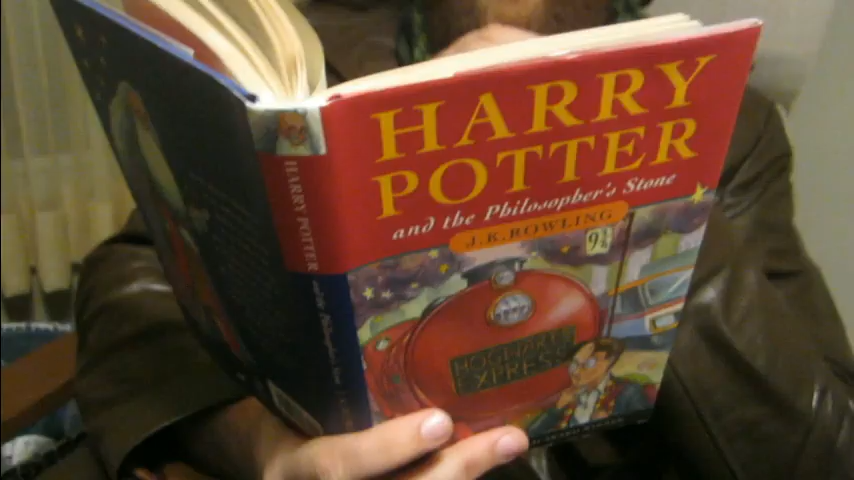 HARRY
POTTER
and the Philosopher's Stone
J.K.ROWLING
9¾
HOGWARTS
EXPRESS
HARRY POTTER